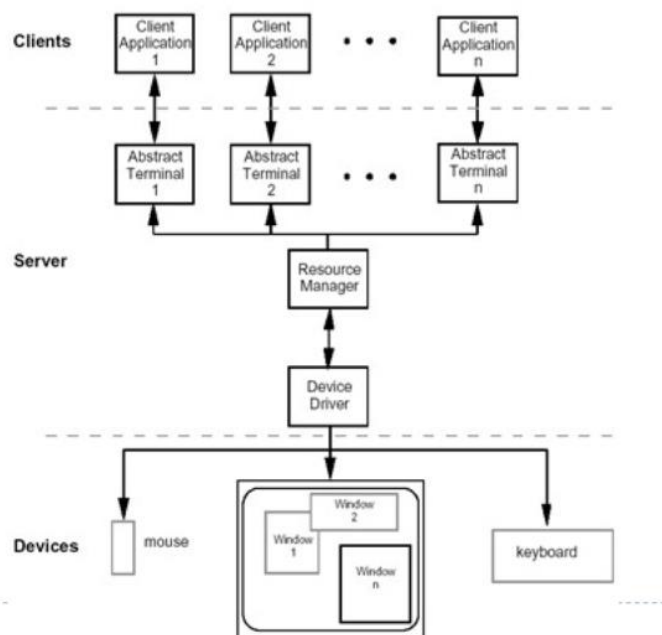 Clients
Client
Application
1
Client
Application
2
Client
Application
n
Abstract
Terminal
1
Abstract
Terminal
2
Abstract
Terminal
n
Server
Resource
Manager
Device
Driver
Devices
mouse
Window
1
Window
2
Window
n
keyboard